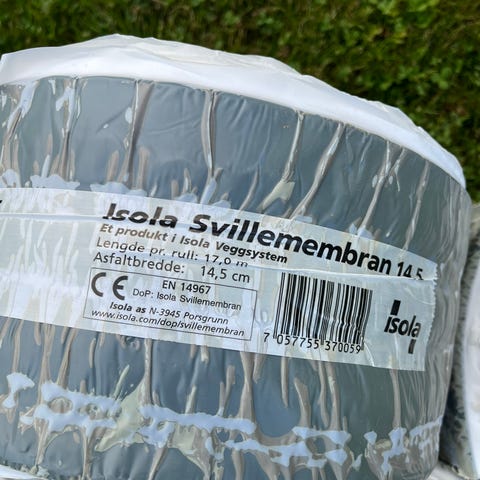 Isola Svillemembran 14,5
Et produkt i Isola Veggsystem
Lengde pr. rull: 17,0 m
Asfaltbredde: 14,5 cm
CE EN 14967
DoP: Isola Svillemembran
Isola as N-3945 Porsgrunn
www.isola.com/dop/svillemembran
7 057755 370059
isola